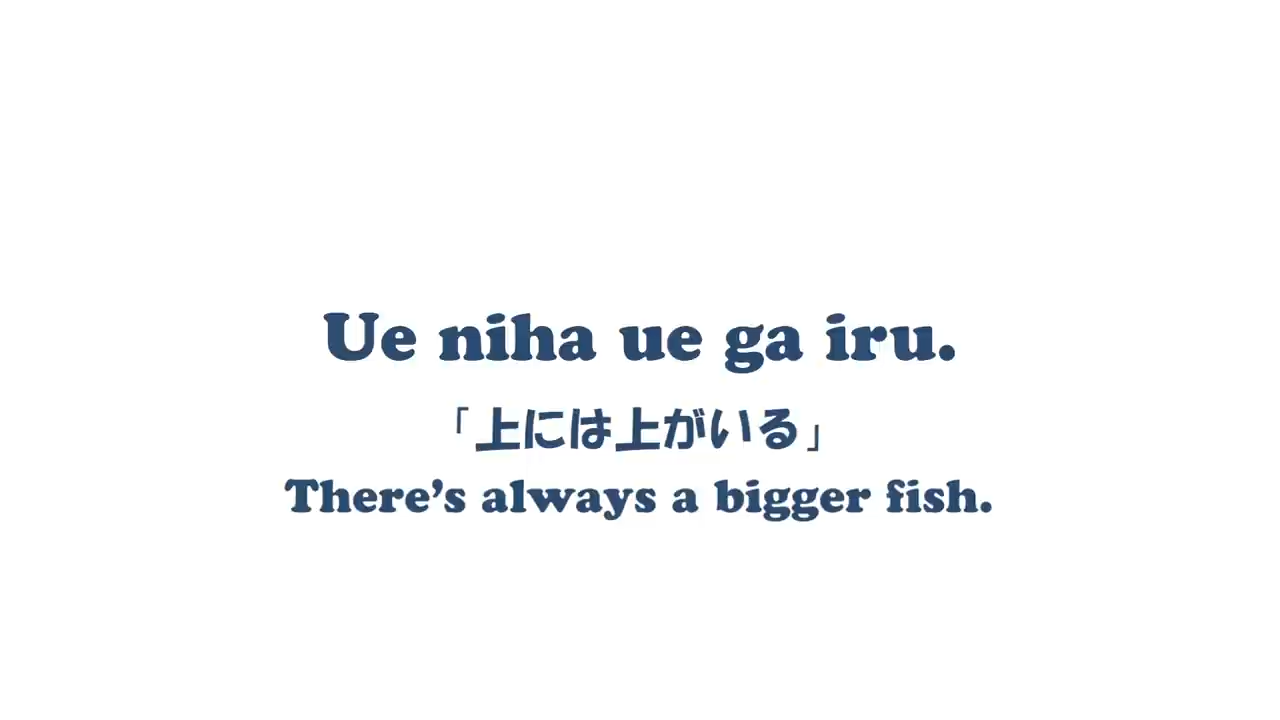 Ue niha ue ga iru.
「上には上がいる」
There’s always a bigger fish.